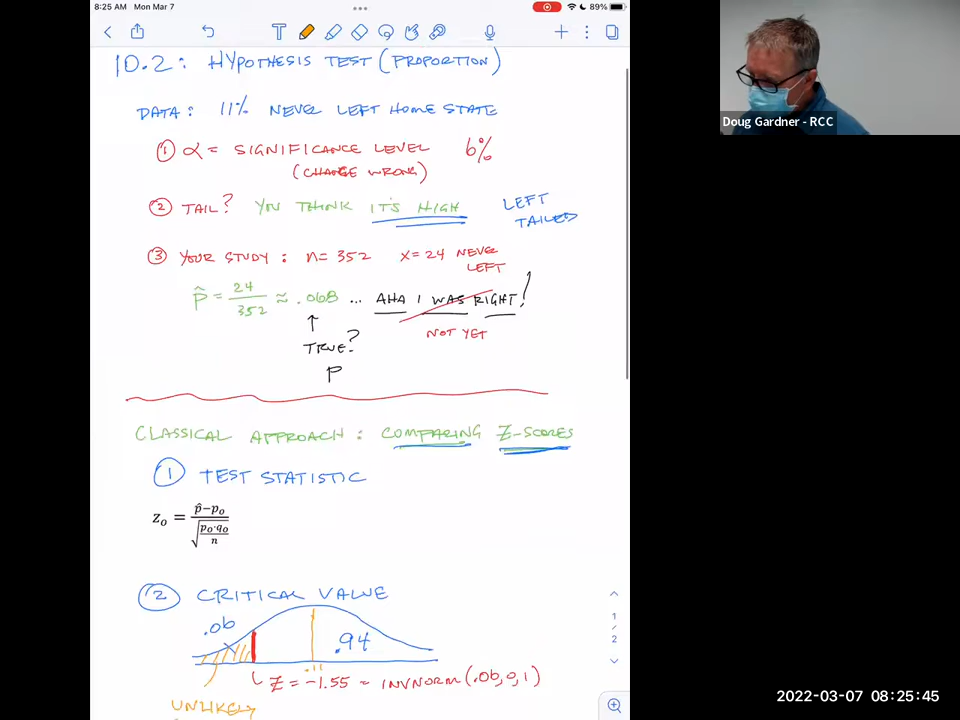 8:25 AM Mon Mar 7
89%
10.2: HYPOTHESIS TEST (PROPORTION)
DATA: 11% NEVER LEFT HOME STATE
① α = SIGNIFICANCE LEVEL 6%
(CHANCE WRONG)
② TAIL? YOU THINK IT'S HIGH LEFT
TAILED
③ YOUR STUDY: n = 352 x = 24 NEVER
LEFT
p̂ = 24/352 ≈ .068 ... AHA I WAS RIGHT!
NOT YET
↑
TRUE?
P
CLASSICAL APPROACH: COMPARING Z-SCORES
① TEST STATISTIC
z₀ = (p̂−p₀)/√(p₀·q₀/n)
② CRITICAL VALUE
.06
.94
.11
Z = -1.55 = INVNORM(.06,0,1)
UNLIKELY
1
/
2
T
Doug Gardner - RCC
2022-03-07 08:25:45